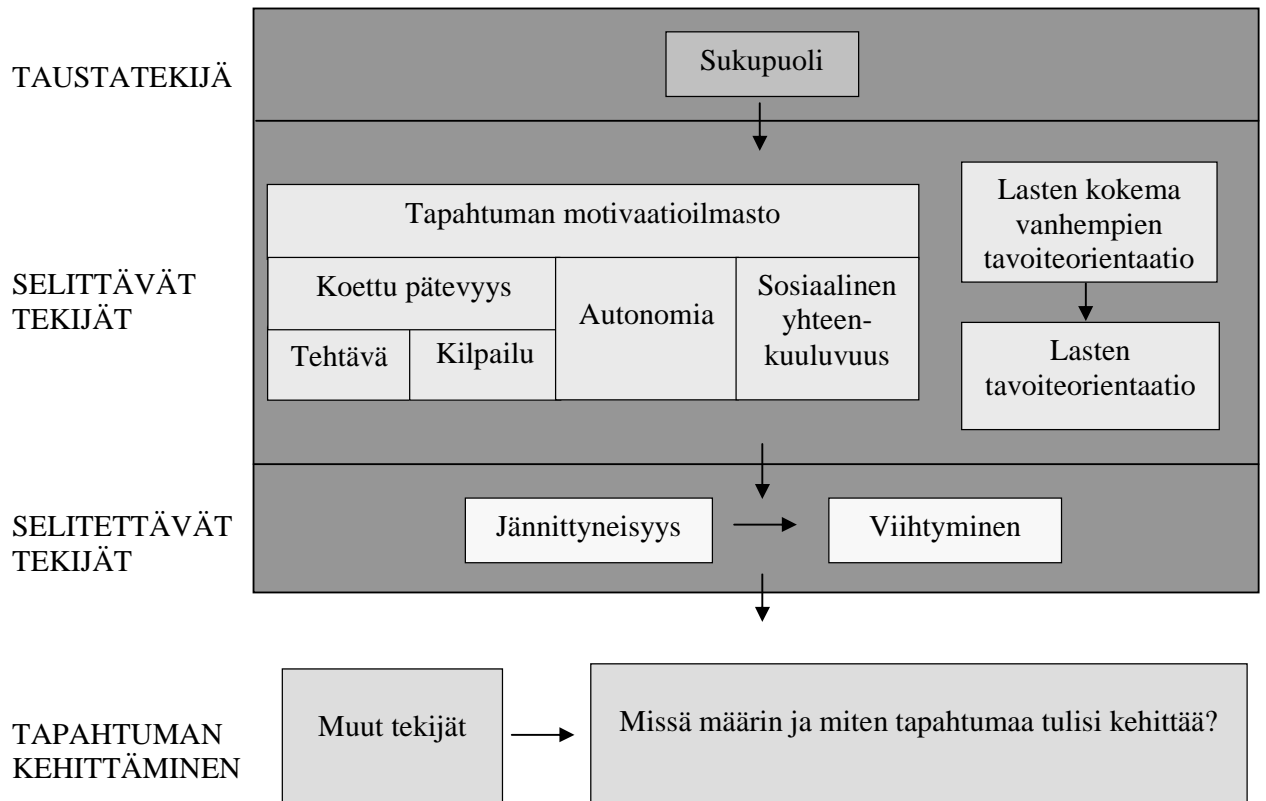 TAUSTATEKIJÄ
Sukupuoli
SELITTÄVÄT
TEKIJÄT
Tapahtuman motivaatioilmasto
Koettu pätevyys
Tehtävä
Kilpailu
Autonomia
Sosiaalinen
yhteen-
kuuluvuus
Lasten kokema
vanhempien
tavoiteorientaatio
Lasten
tavoiteorientaatio
SELITETTÄVÄT
TEKIJÄT
Jännittyneisyys
Viihtyminen
TAPAHTUMAN
KEHITTÄMINEN
Muut tekijät
Missä määrin ja miten tapahtumaa tulisi kehittää?